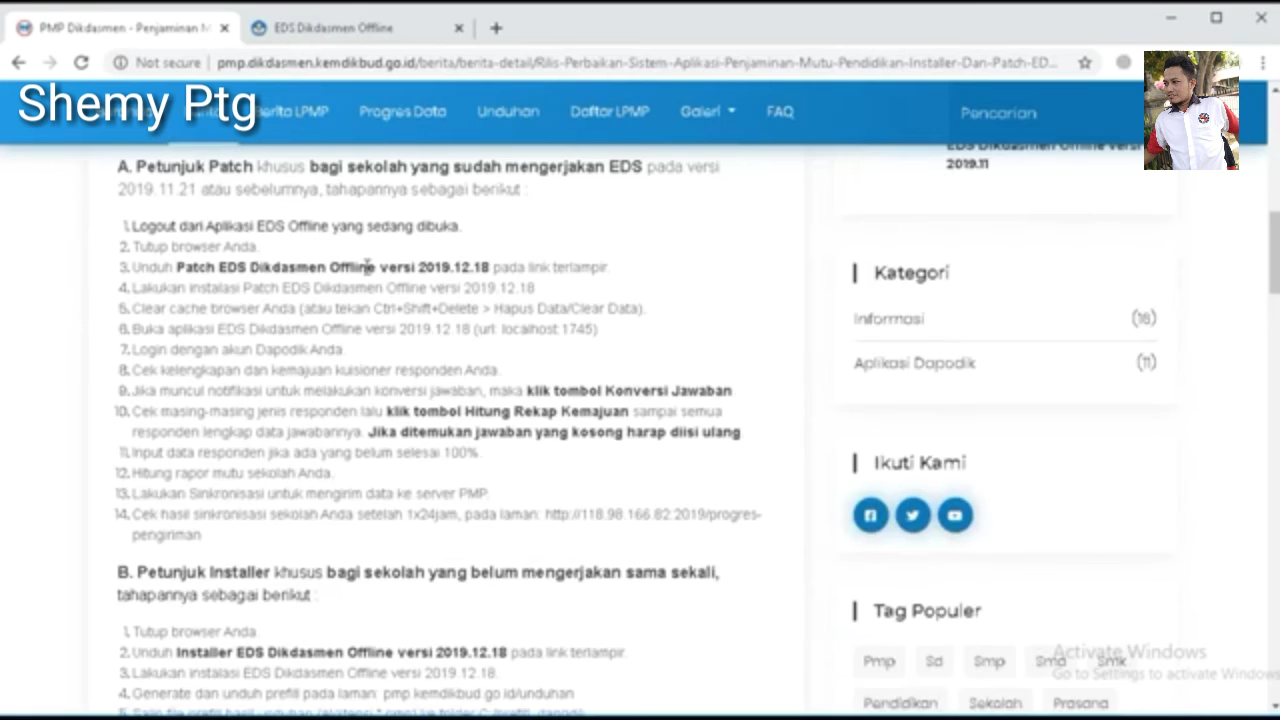 PMP Dikdasmen - Penjaminan M
EDS Dikdasmen Offline
Not secure
pmp.dikdasmen.kemdikbud.go.id/berita/berita-detail/Rilis-Perbaikan-Sistem-Aplikasi-Penjaminan-Mutu-Pendidikan-Installer-Dan-Patch-ED...
Shemy Ptg
Berita LPMP
Progres Data
Unduhan
Daftar LPMP
Galeri
FAQ
Pencarian
EDS Dikdasmen Offline Versi
2019.11
A. Petunjuk Patch khusus bagi sekolah yang sudah mengerjakan EDS pada versi
2019.11.21 atau sebelumnya, tahapannya sebagai berikut :
1. Logout dari Aplikasi EDS Offline yang sedang dibuka.
2. Tutup browser Anda.
3. Unduh Patch EDS Dikdasmen Offline versi 2019.12.18 pada link terlampir.
4. Lakukan instalasi Patch EDS Dikdasmen Offline versi 2019.12.18
5. Clear cache browser Anda (atau tekan Ctrl+Shift+Delete > Hapus Data/Clear Data).
6. Buka aplikasi EDS Dikdasmen Offline versi 2019.12.18 (url: localhost:1745)
7. Login dengan akun Dapodik Anda.
8. Cek kelengkapan dan kemajuan kuisioner responden Anda.
9. Jika muncul notifikasi untuk melakukan konversi jawaban, maka klik tombol Konversi Jawaban
10. Cek masing-masing jenis responden lalu klik tombol Hitung Rekap Kemajuan sampai semua
responden lengkap data jawabannya. Jika ditemukan jawaban yang kosong harap diisi ulang.
11. Input data responden jika ada yang belum selesai 100%.
12. Hitung rapor mutu sekolah Anda.
13. Lakukan Sinkronisasi untuk mengirim data ke server PMP.
14. Cek hasil sinkronisasi sekolah Anda setelah 1x24jam, pada laman: http://118.98.166.82:2019/progres-
pengiriman
B. Petunjuk Installer khusus bagi sekolah yang belum mengerjakan sama sekali,
tahapannya sebagai berikut :
1. Tutup browser Anda.
2. Unduh Installer EDS Dikdasmen Offline versi 2019.12.18 pada link terlampir.
3. Lakukan instalasi EDS Dikdasmen Offline versi 2019.12.18.
4. Generate dan unduh prefill pada laman: pmp.kemdikbud.go.id/unduhan
Kategori
Informasi
(16)
Aplikasi Dapodik
(11)
Ikuti Kami
Tag Populer
Pmp
Sd
Smp
Sma
Smk
Pendidikan
Sekolah
Prasarana
Activate Windows
Go to Settings to activate Windows